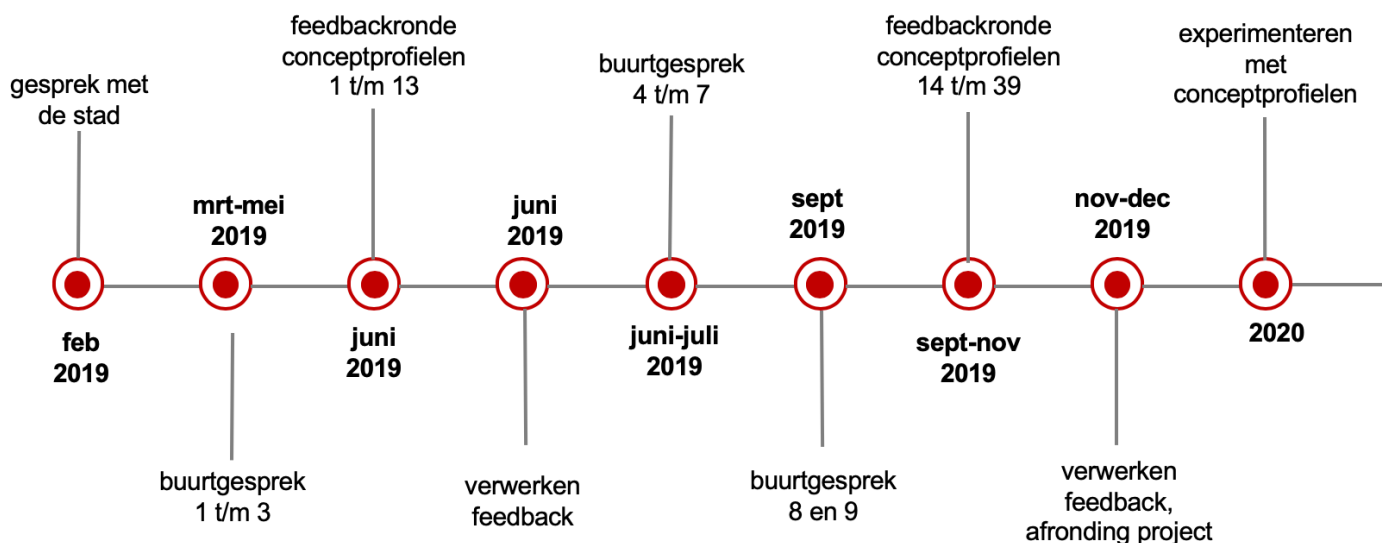 gesprek met
de stad
feb
2019
mrt-mei
2019
buurtgesprek
1 t/m 3
feedbackronde
conceptprofielen
1 t/m 13
juni
2019
juni
2019
verwerken
feedback
buurtgesprek
4 t/m 7
juni-juli
2019
sept
2019
buurtgesprek
8 en 9
feedbackronde
conceptprofielen
14 t/m 39
sept-nov
2019
nov-dec
2019
verwerken
feedback,
afronding project
experimenteren
met
conceptprofielen
2020